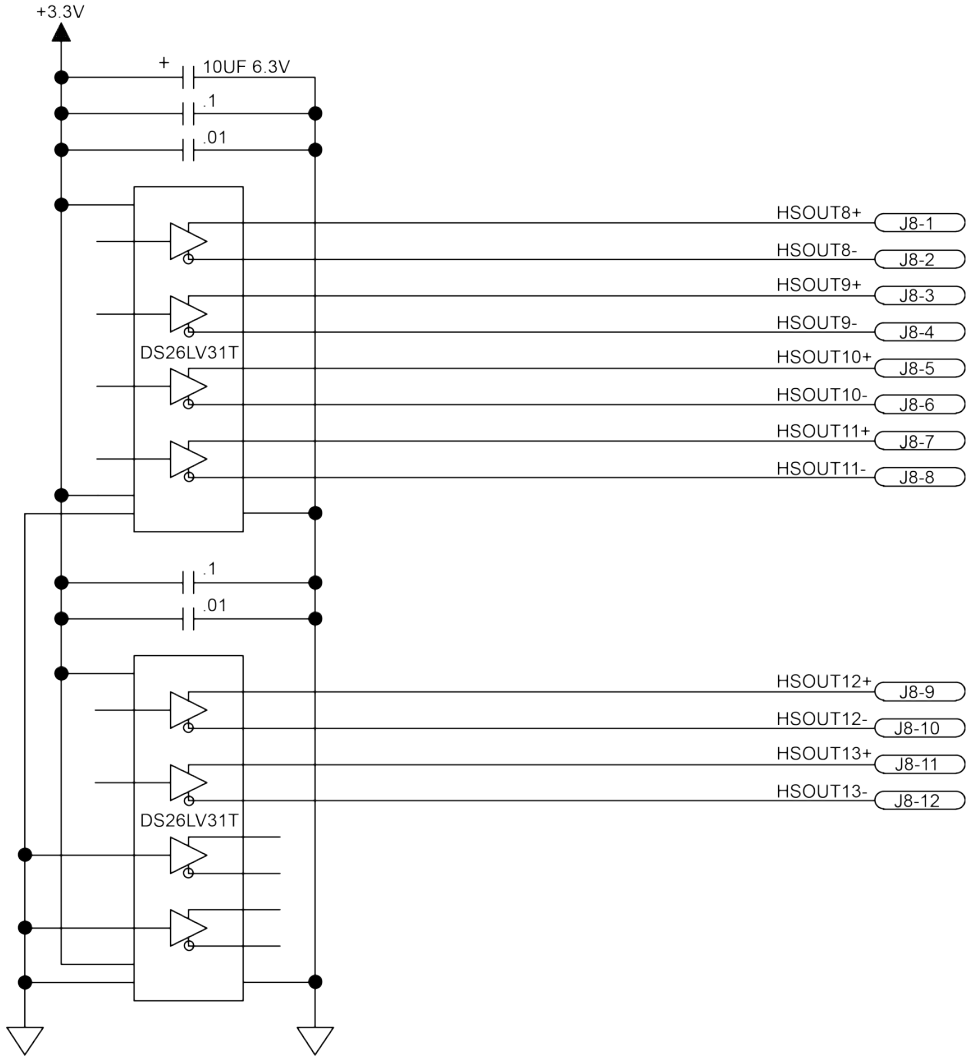 +3.3V
+ 10UF 6.3V
.1
.01
HSOUT8+ J8-1
HSOUT8- J8-2
HSOUT9+ J8-3
HSOUT9- J8-4
DS26LV31T
HSOUT10+ J8-5
HSOUT10- J8-6
HSOUT11+ J8-7
HSOUT11- J8-8
.1
.01
HSOUT12+ J8-9
HSOUT12- J8-10
HSOUT13+ J8-11
HSOUT13- J8-12
DS26LV31T